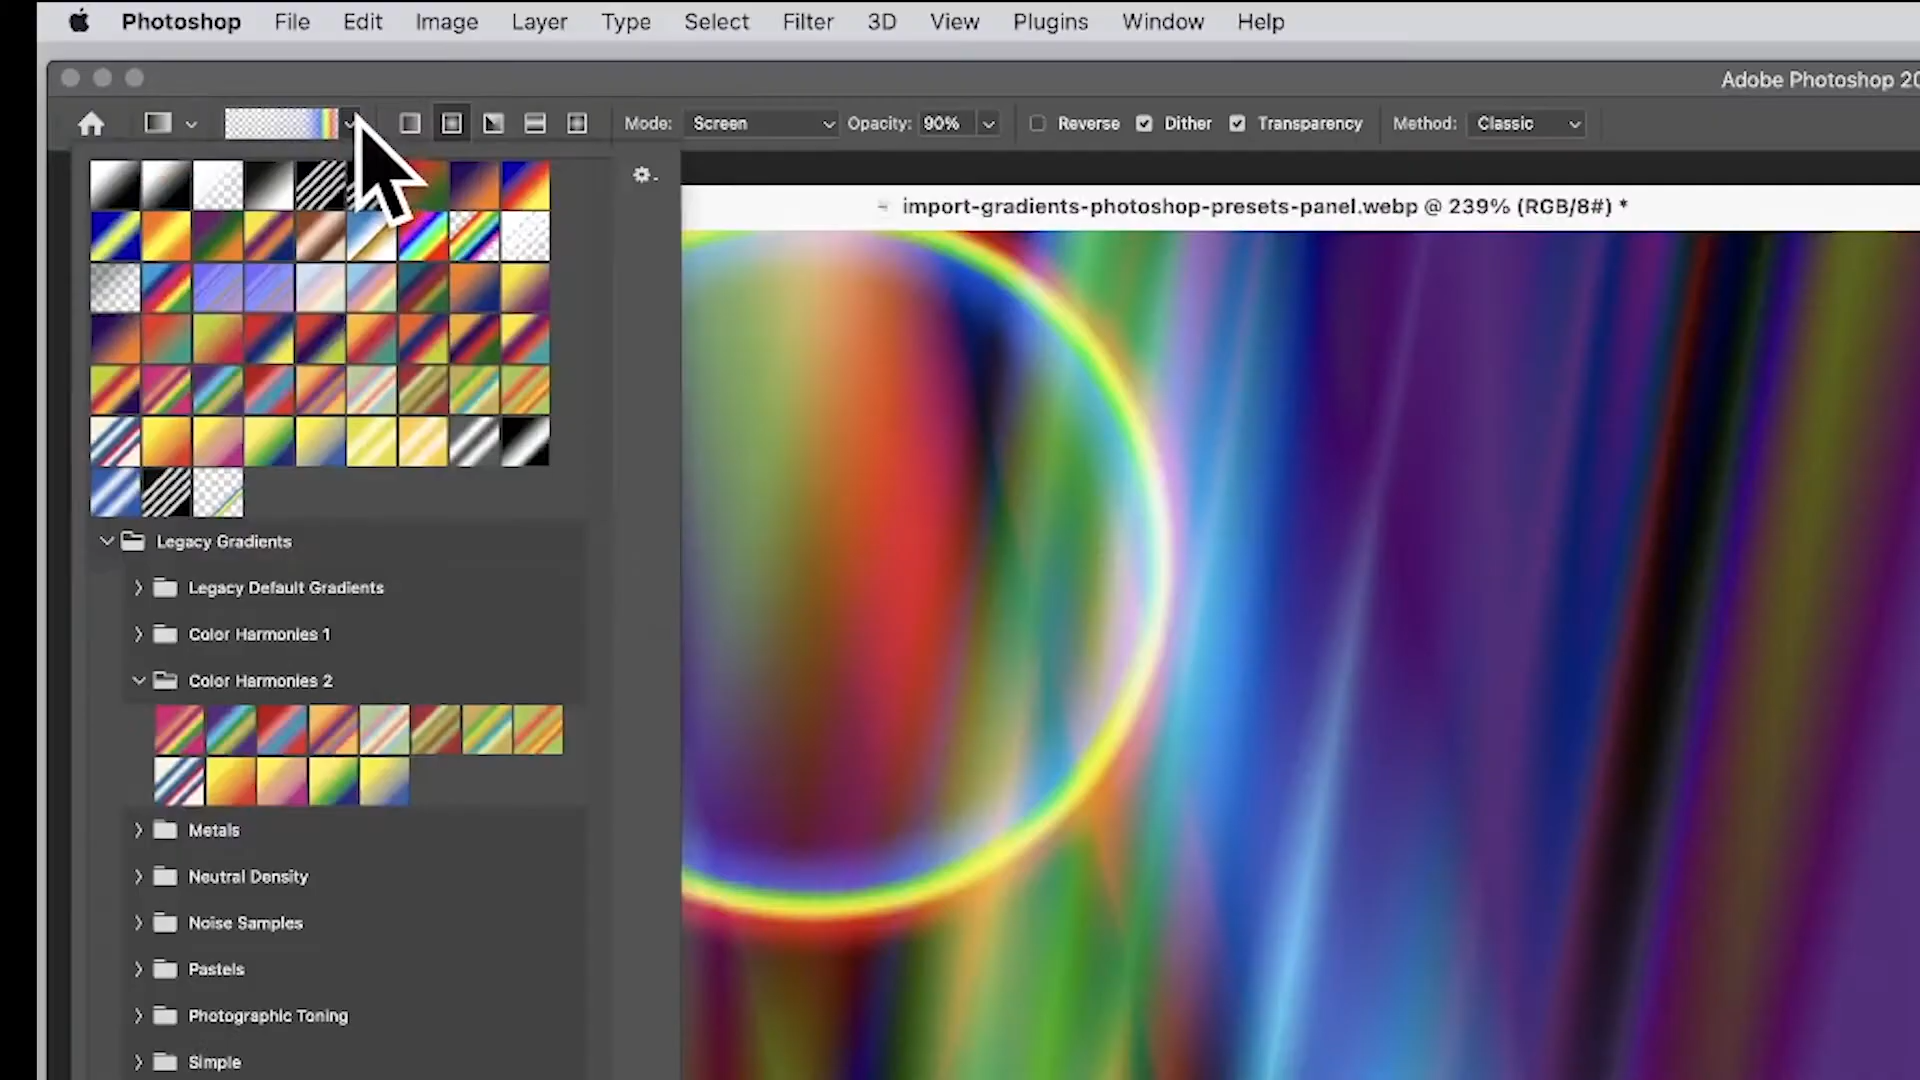 Photoshop File Edit Image Layer Type Select Filter 3D View Plugins Window Help
Adobe Photoshop 20
Mode: Screen Opacity: 90% Reverse Dither Transparency Method: Classic
import-gradients-photoshop-presets-panel.webp @ 239% (RGB/8#) *
Legacy Gradients
Legacy Default Gradients
Color Harmonies 1
Color Harmonies 2
Metals
Neutral Density
Noise Samples
Pastels
Photographic Toning
Simple